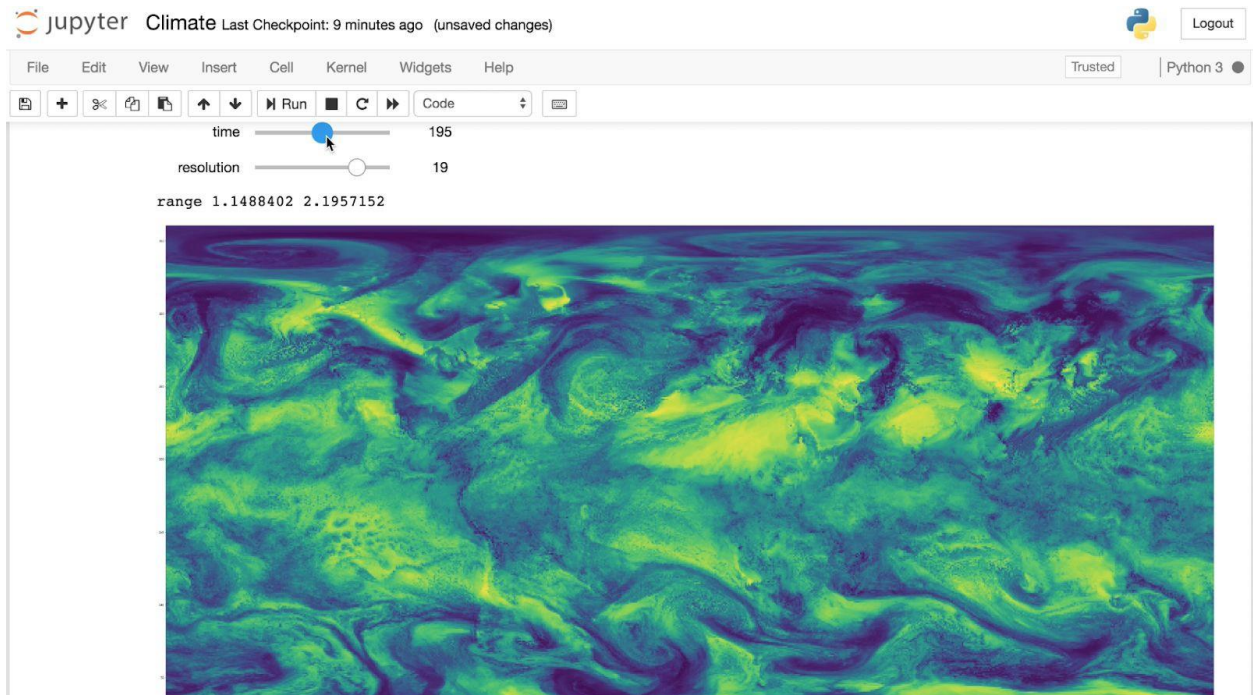 jupyter Climate Last Checkpoint: 9 minutes ago (unsaved changes)
Logout
File Edit View Insert Cell Kernel Widgets Help
Trusted
Python 3
Run
Code
time 195
resolution 19
range 1.1488402 2.1957152